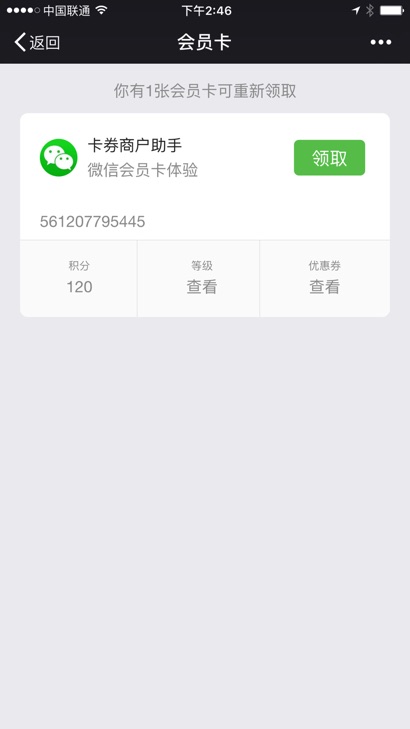 中国联通
下午2:46
返回
会员卡
你有1张会员卡可重新领取
卡券商户助手
微信会员卡体验
领取
561207795445
积分
等级
优惠券
120
查看
查看